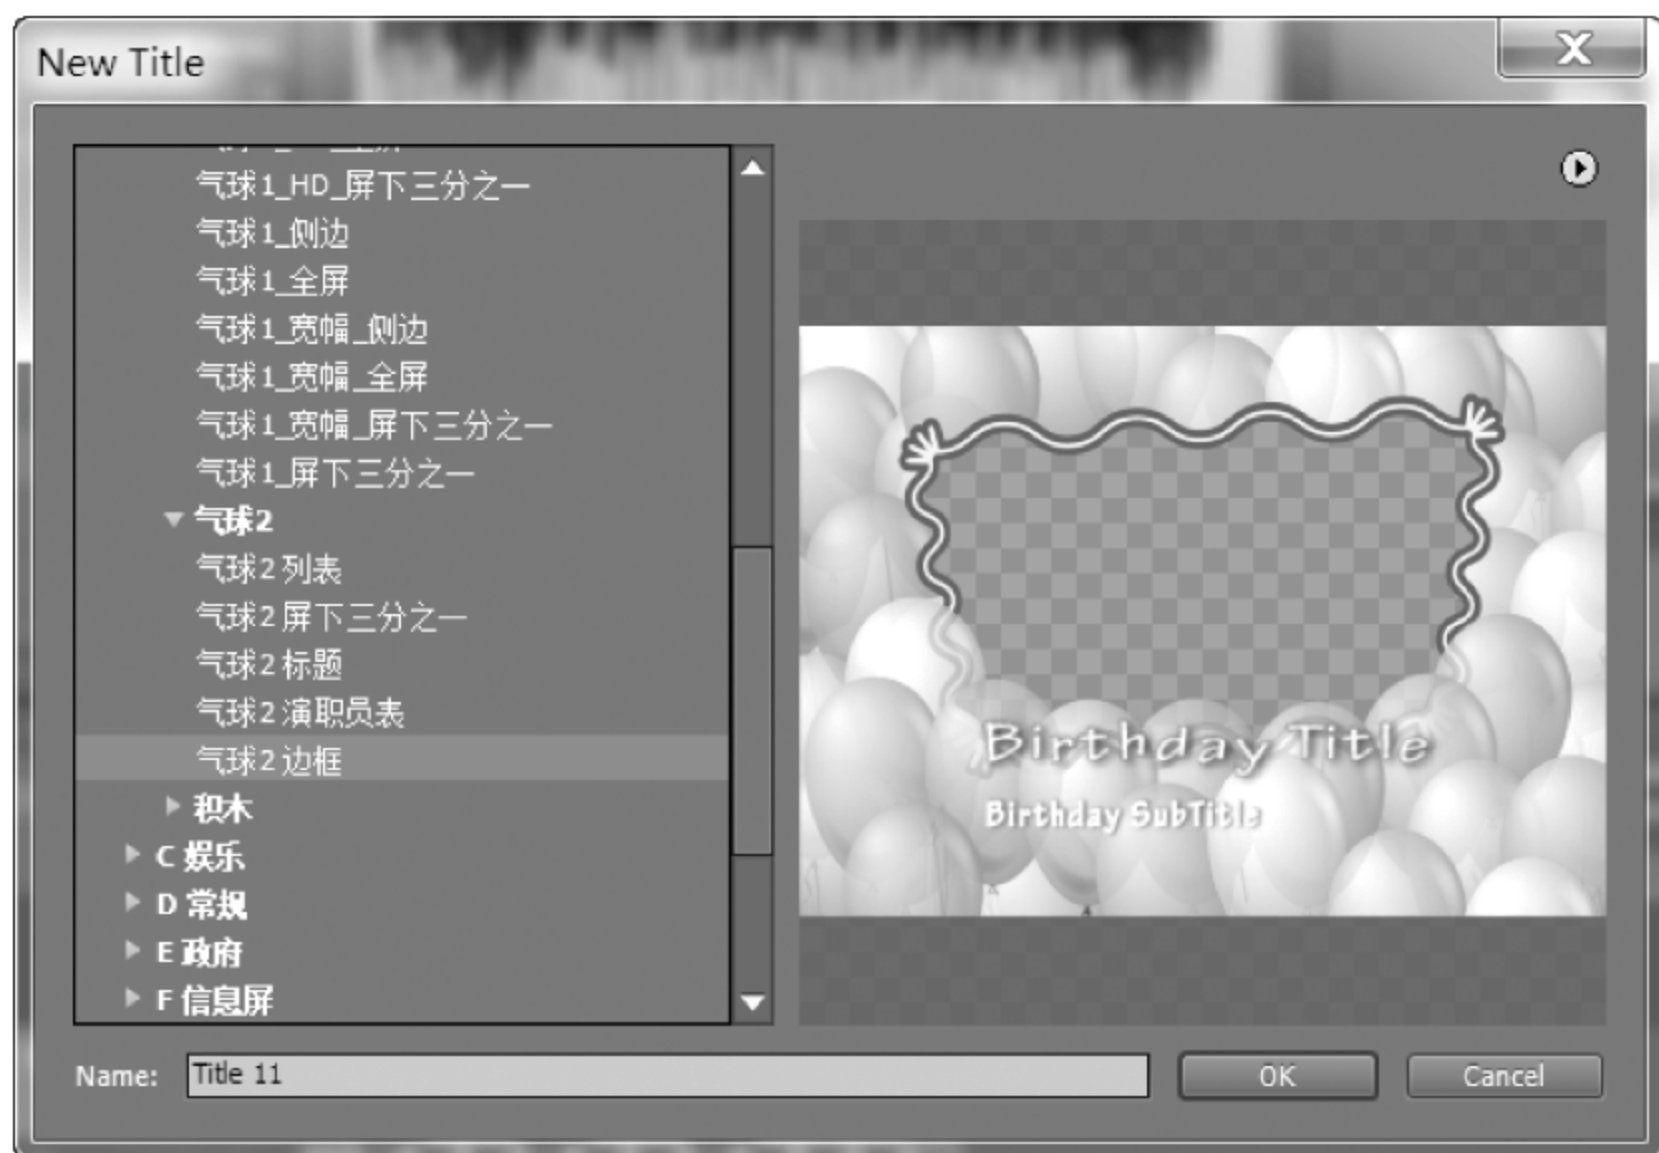 New Title
X
气球1_HD_屏下三分之一
气球1_侧边
气球1_全屏
气球1_宽幅_侧边
气球1_宽幅_全屏
气球1_宽幅_屏下三分之一
气球1_屏下三分之一
气球2
气球2 列表
气球2 屏下三分之一
气球2 标题
气球2 演职员表
气球2 边框
积木
C 娱乐
D 常规
E 政府
F 信息屏
Birthday Title
Birthday SubTitle
Name: Title 11 OK Cancel